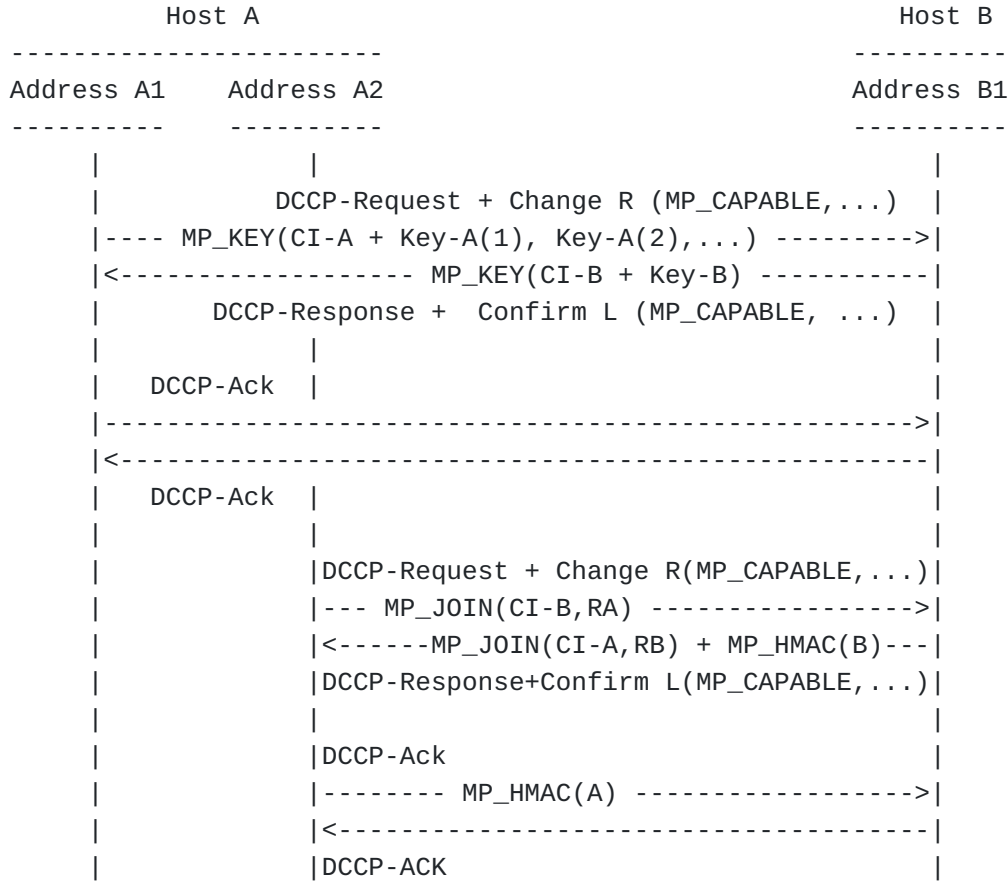 Host A                                         Host B
------------------------                              ----------
Address A1    Address A2                              Address B1
----------    ----------                              ----------
     |             |                                       |
     |           DCCP-Request + Change R (MP_CAPABLE,...)  |
     |---- MP_KEY(CI-A + Key-A(1), Key-A(2),...) --------->|
     |<------------------- MP_KEY(CI-B + Key-B) -----------|
     |       DCCP-Response +  Confirm L (MP_CAPABLE, ...)  |
     |             |                                       |
     |   DCCP-Ack  |                                       |
     |---------------------------------------------------->|
     |<----------------------------------------------------|
     |   DCCP-Ack  |                                       |
     |             |                                       |
     |             |DCCP-Request + Change R(MP_CAPABLE,...)|
     |             |--- MP_JOIN(CI-B,RA) ----------------->|
     |             |<------MP_JOIN(CI-A,RB) + MP_HMAC(B)---|
     |             |DCCP-Response+Confirm L(MP_CAPABLE,...)|
     |             |                                       |
     |             |DCCP-Ack                               |
     |             |-------- MP_HMAC(A) ------------------>|
     |             |<--------------------------------------|
     |             |DCCP-ACK                               |